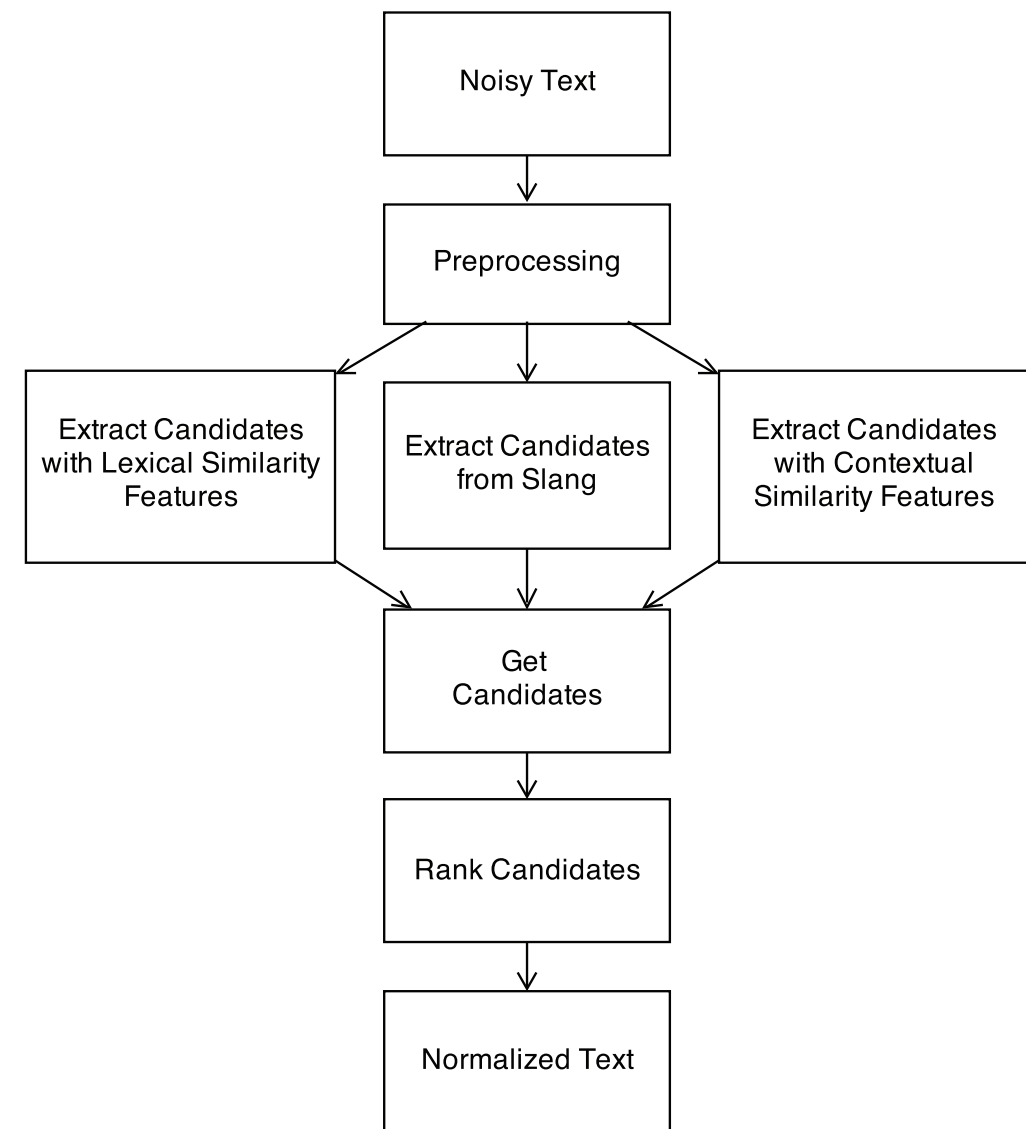 Noisy Text
Preprocessing
Extract Candidates
with Lexical Similarity
Features
Extract Candidates
from Slang
Extract Candidates
with Contextual
Similarity Features
Get
Candidates
Rank Candidates
Normalized Text